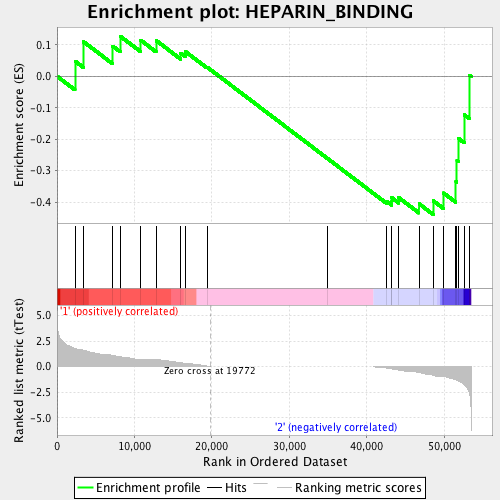 Enrichment plot: HEPARIN_BINDING
Enrichment score (ES)
0.1
0.0
-0.1
-0.2
-0.3
-0.4
'1' (positively correlated)
5.0
2.5
0.0
-2.5
-5.0
Ranked list metric (tTest)
Zero cross at 19772
'2' (negatively correlated)
0 10,000 20,000 30,000 40,000 50,000
Rank in Ordered Dataset
Enrichment profile Hits Ranking metric scores